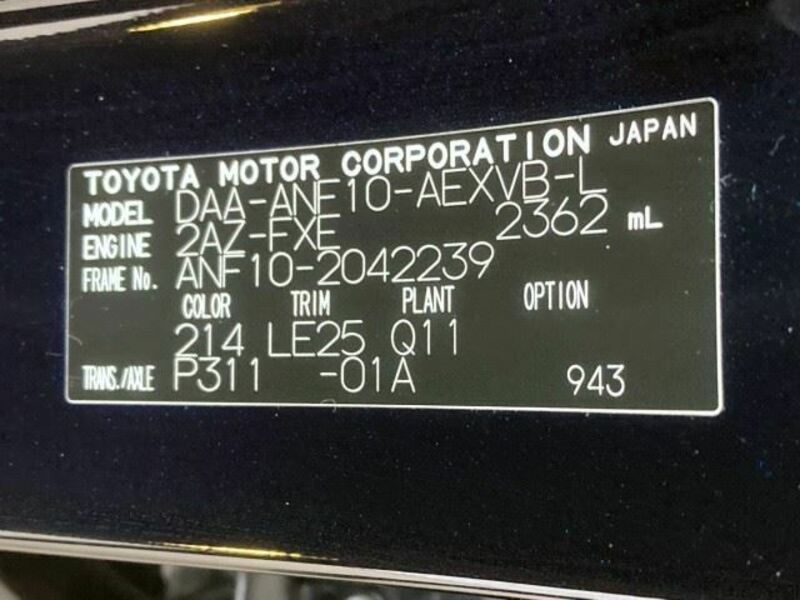 TOYOTA MOTOR CORPORATION JAPAN
MODEL DAA-ANF10-AEXVB-L
ENGINE 2AZ-FXE 2362 mL
FRAME No. ANF10-2042239
COLOR TRIM PLANT OPTION
214 LE25 Q11
TRANS./AXLE P311 -01A 943